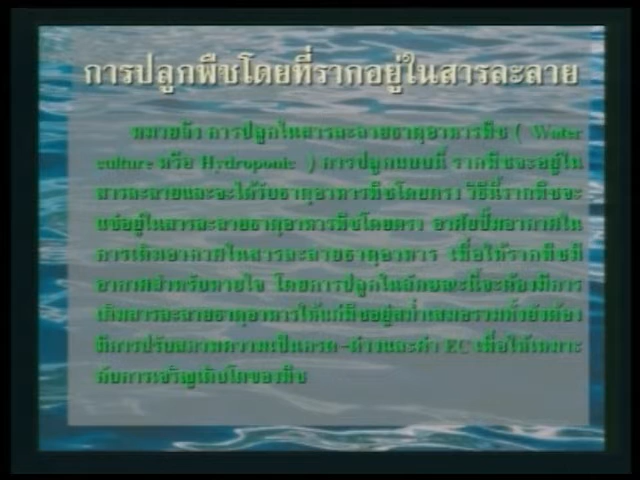 การปลูกพืชโดยที่รากอยู่ในสารละลาย
หมายถึง การปลูกในสารละลายธาตุอาหารพืช ( Water
culture หรือ Hydroponic ) การปลูกแบบนี้ รากพืชจะอยู่ใน
สารละลายและจะได้รับธาตุอาหารพืชโดยตรง วิธีนี้รากพืชจะ
แช่อยู่ในสารละลายธาตุอาหารพืชโดยตรง อาศัยปั๊มอากาศใน
การเติมอากาศในสารละลายธาตุอาหาร เพื่อให้รากพืชมี
อากาศสำหรับหายใจ โดยการปลูกในลักษณะนี้จะต้องมีการ
เติมสารละลายธาตุอาหารให้แก่พืชอยู่สม่ำเสมอรวมทั้งยังต้อง
มีการปรับสภาพความเป็นกรด -ด่างและค่า EC เพื่อให้เหมาะ
กับการเจริญเติบโตของพืช